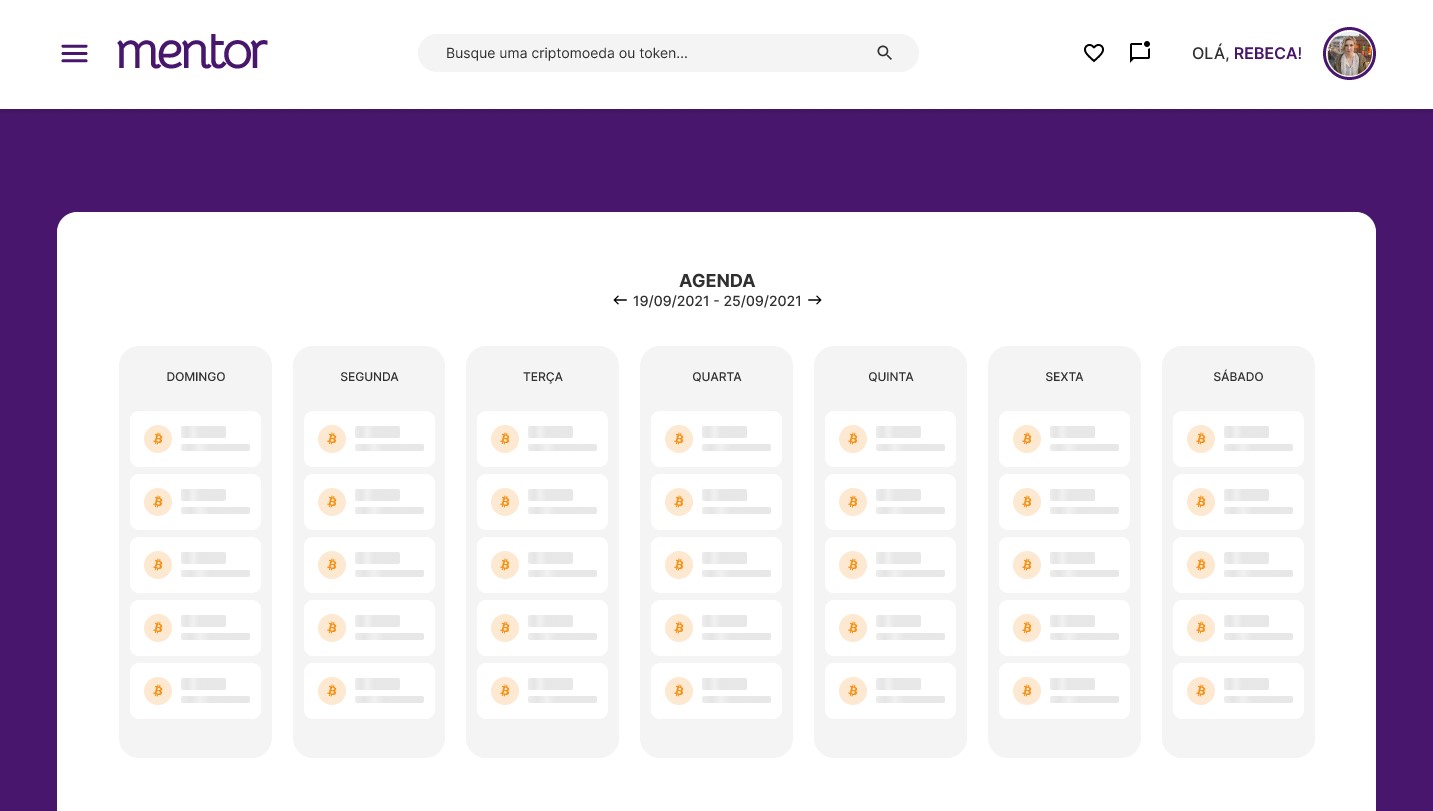 mentor
Busque uma criptomoeda ou token...
OLÁ, REBECA!
AGENDA
19/09/2021 - 25/09/2021
DOMINGO
SEGUNDA
TERÇA
QUARTA
QUINTA
SEXTA
SÁBADO